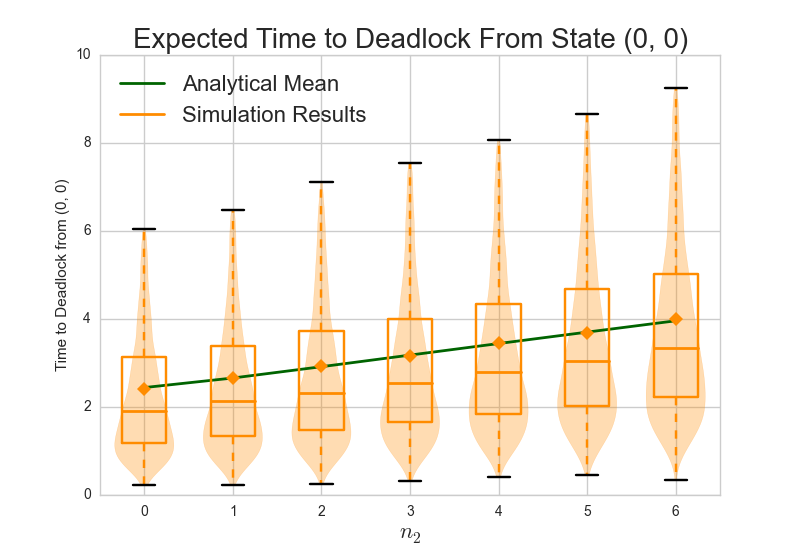 Expected Time to Deadlock From State (0, 0)
Analytical Mean
Simulation Results
Time to Deadlock from (0, 0)
10
8
6
4
2
0
0 1 2 3 4 5 6
n₂